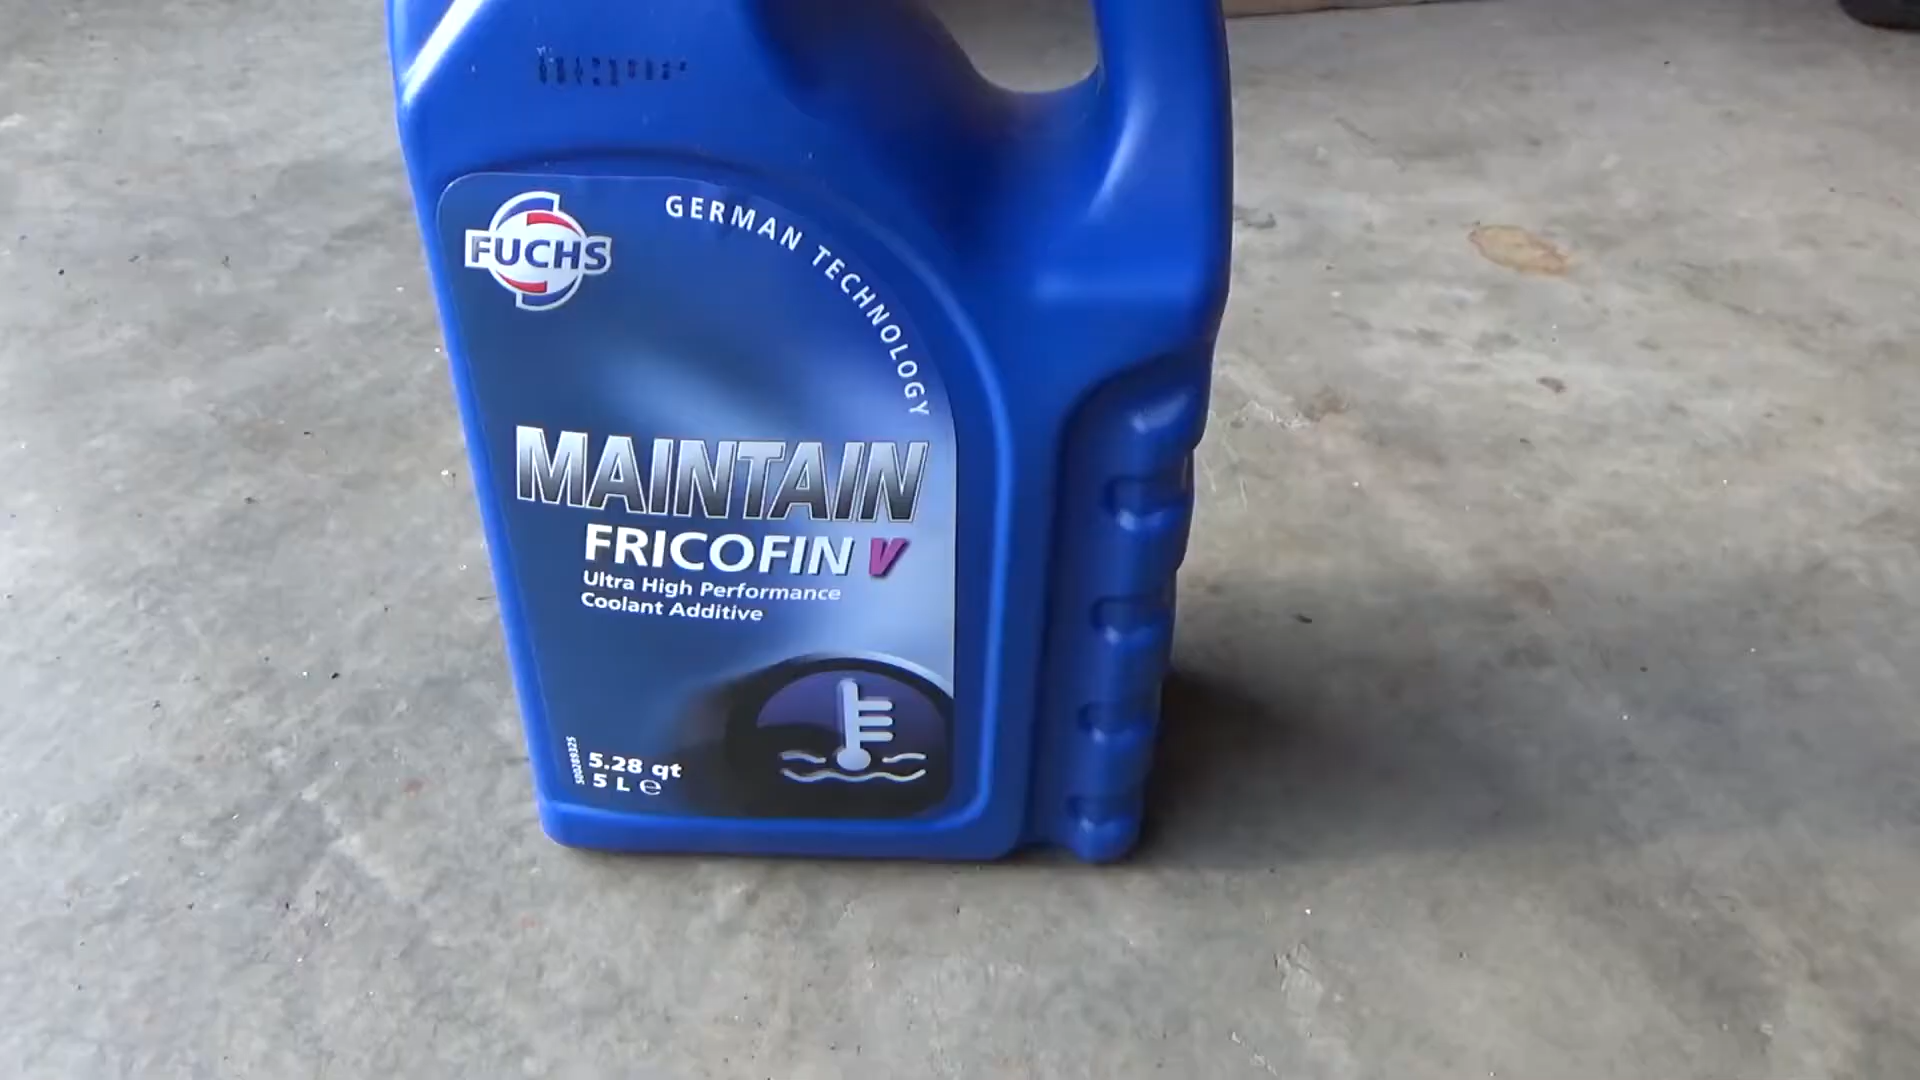 FUCHS
GERMAN TECHNOLOGY
MAINTAIN
FRICOFIN V
Ultra High Performance
Coolant Additive
5.28 qt
5 L ℮